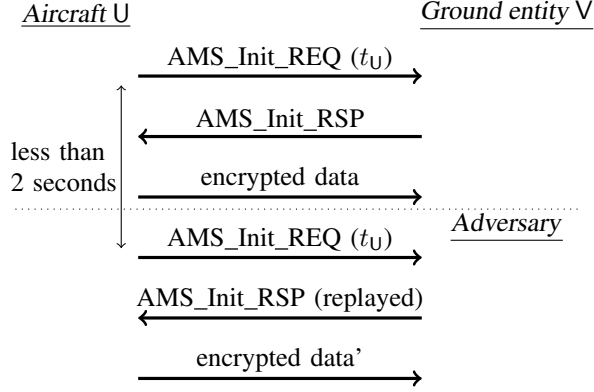 Aircraft U
Ground entity V
AMS_Init_REQ (tU)
AMS_Init_RSP
less than
2 seconds
encrypted data
Adversary
AMS_Init_REQ (tU)
AMS_Init_RSP (replayed)
encrypted data'